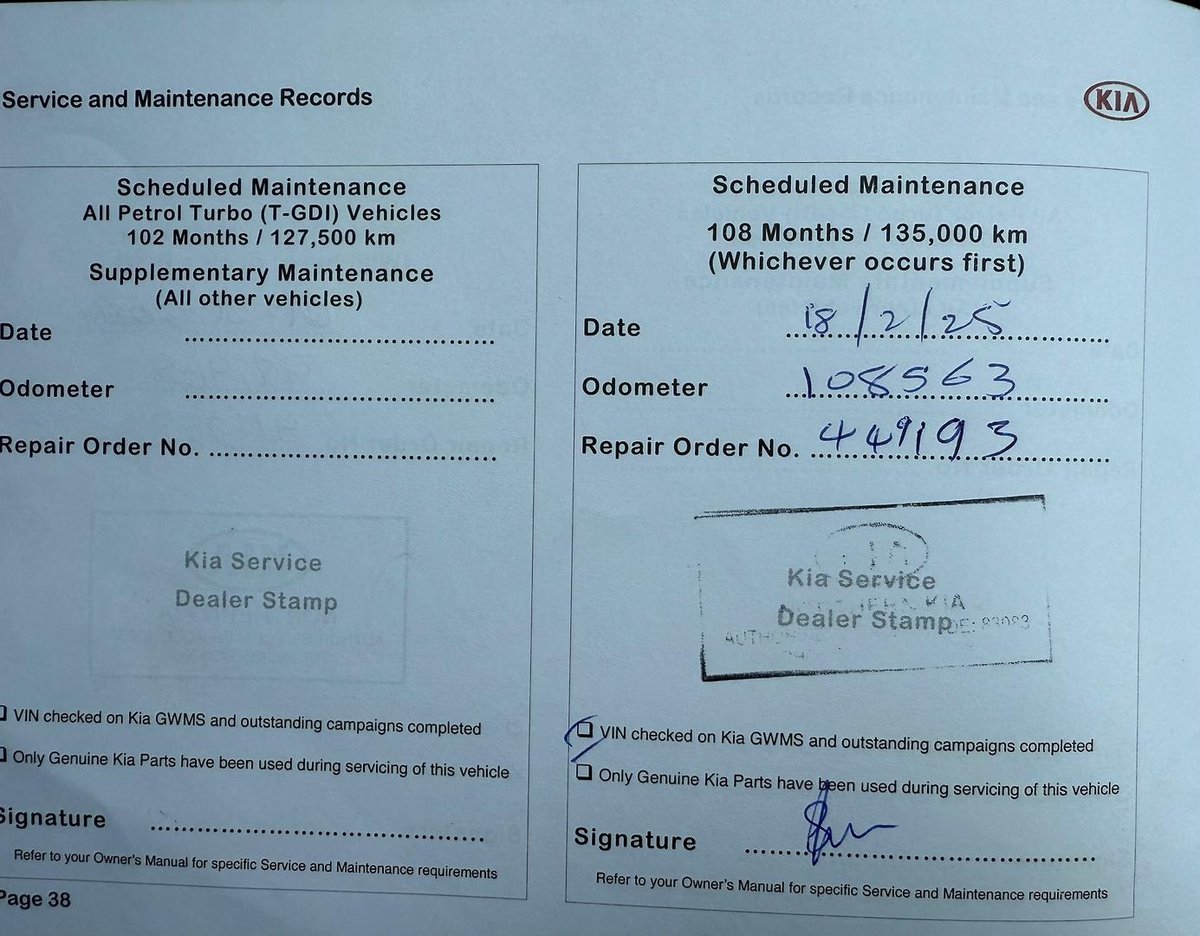 Service and Maintenance Records
KIA
Scheduled Maintenance
All Petrol Turbo (T-GDI) Vehicles
102 Months / 127,500 km
Supplementary Maintenance
(All other vehicles)
Date
Odometer
Repair Order No.
Kia Service
Dealer Stamp
VIN checked on Kia GWMS and outstanding campaigns completed
Only Genuine Kia Parts have been used during servicing of this vehicle
Signature
Refer to your Owner's Manual for specific Service and Maintenance requirements
Page 38
Scheduled Maintenance
108 Months / 135,000 km
(Whichever occurs first)
Date 18/2/25
Odometer 108563
Repair Order No. 449193
Kia Service
KIA
Dealer Stamp
VIN checked on Kia GWMS and outstanding campaigns completed
Only Genuine Kia Parts have been used during servicing of this vehicle
Signature
Refer to your Owner's Manual for specific Service and Maintenance requirements